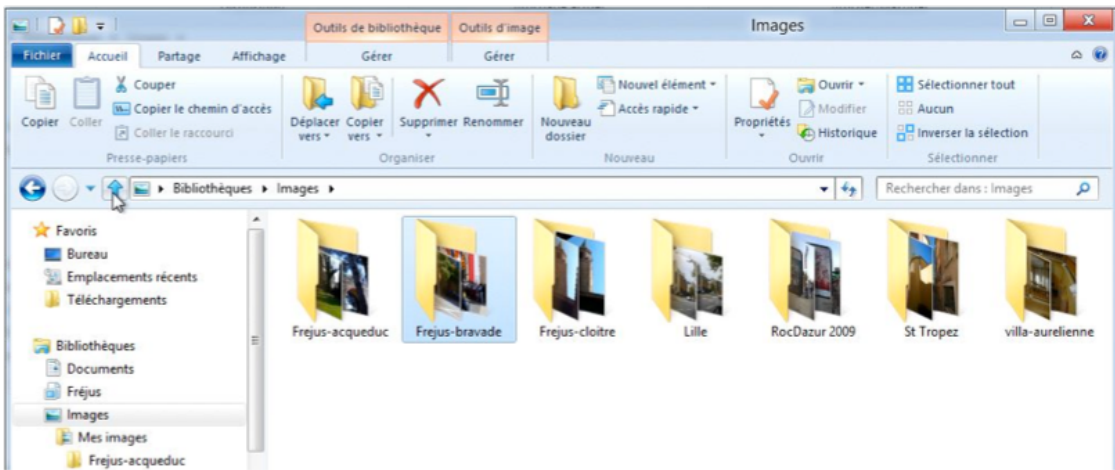 Outils de bibliothèque Outils d'image Images
Fichier Accueil Partage Affichage Gérer Gérer
Copier
Coller
Couper
Copier le chemin d'accès
Coller le raccourci
Presse-papiers
Déplacer vers
Copier vers
Supprimer
Renommer
Organiser
Nouveau dossier
Nouvel élément
Accès rapide
Nouveau
Propriétés
Ouvrir
Modifier
Historique
Ouvrir
Sélectionner tout
Aucun
Inverser la sélection
Sélectionner
Bibliothèques Images
Rechercher dans : Images
Favoris
Bureau
Emplacements récents
Téléchargements
Bibliothèques
Documents
Fréjus
Images
Mes images
Frejus-acqueduc
Frejus-acqueduc Frejus-bravade Frejus-cloitre Lille RocDazur 2009 St Tropez villa-aurelienne